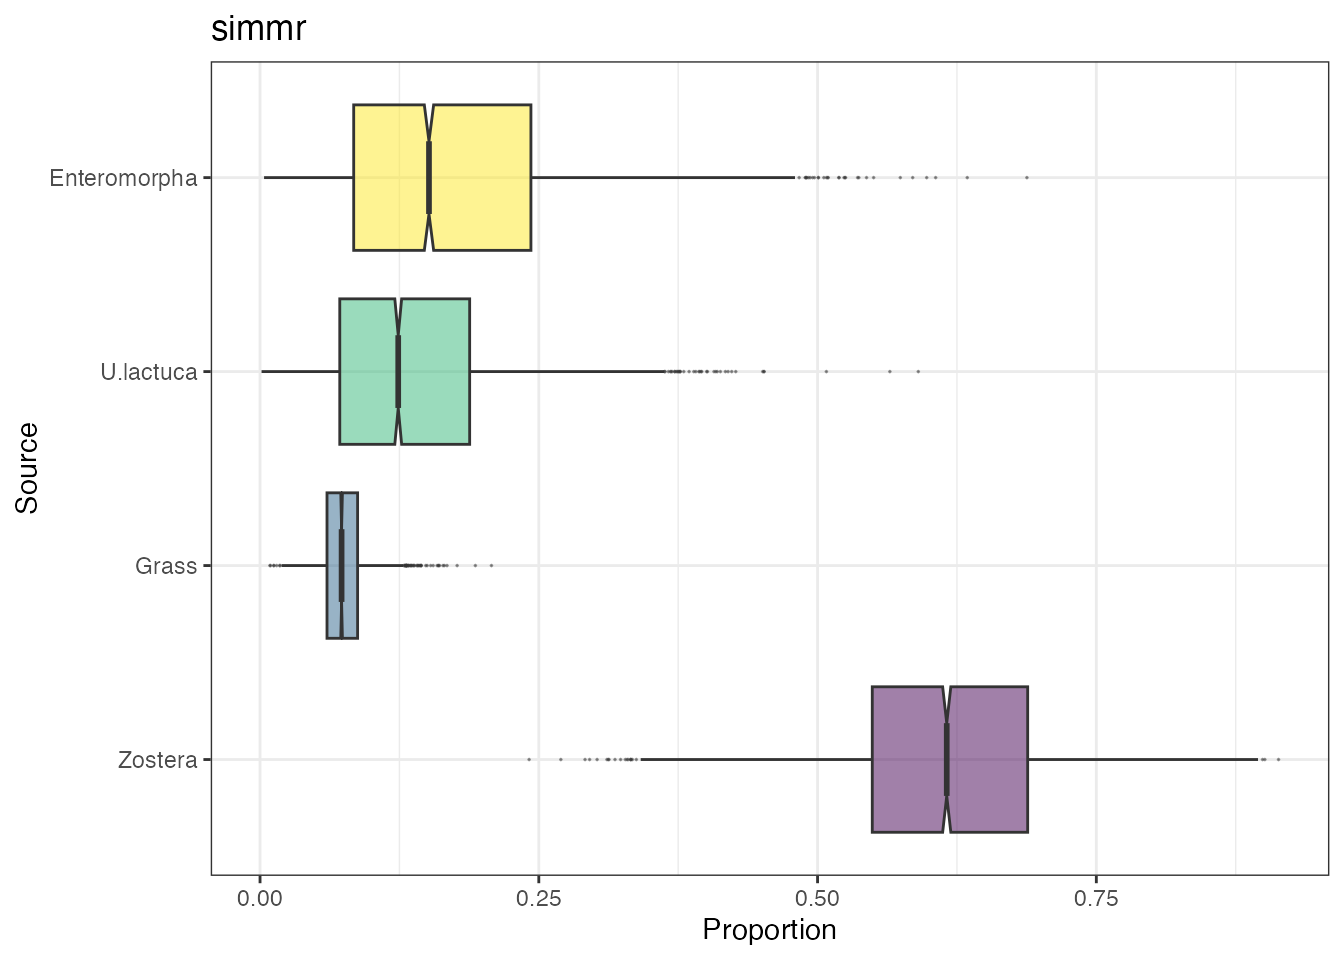 simmr
Enteromorpha
U.lactuca
Grass
Zostera
Source
0.00 0.25 0.50 0.75
Proportion